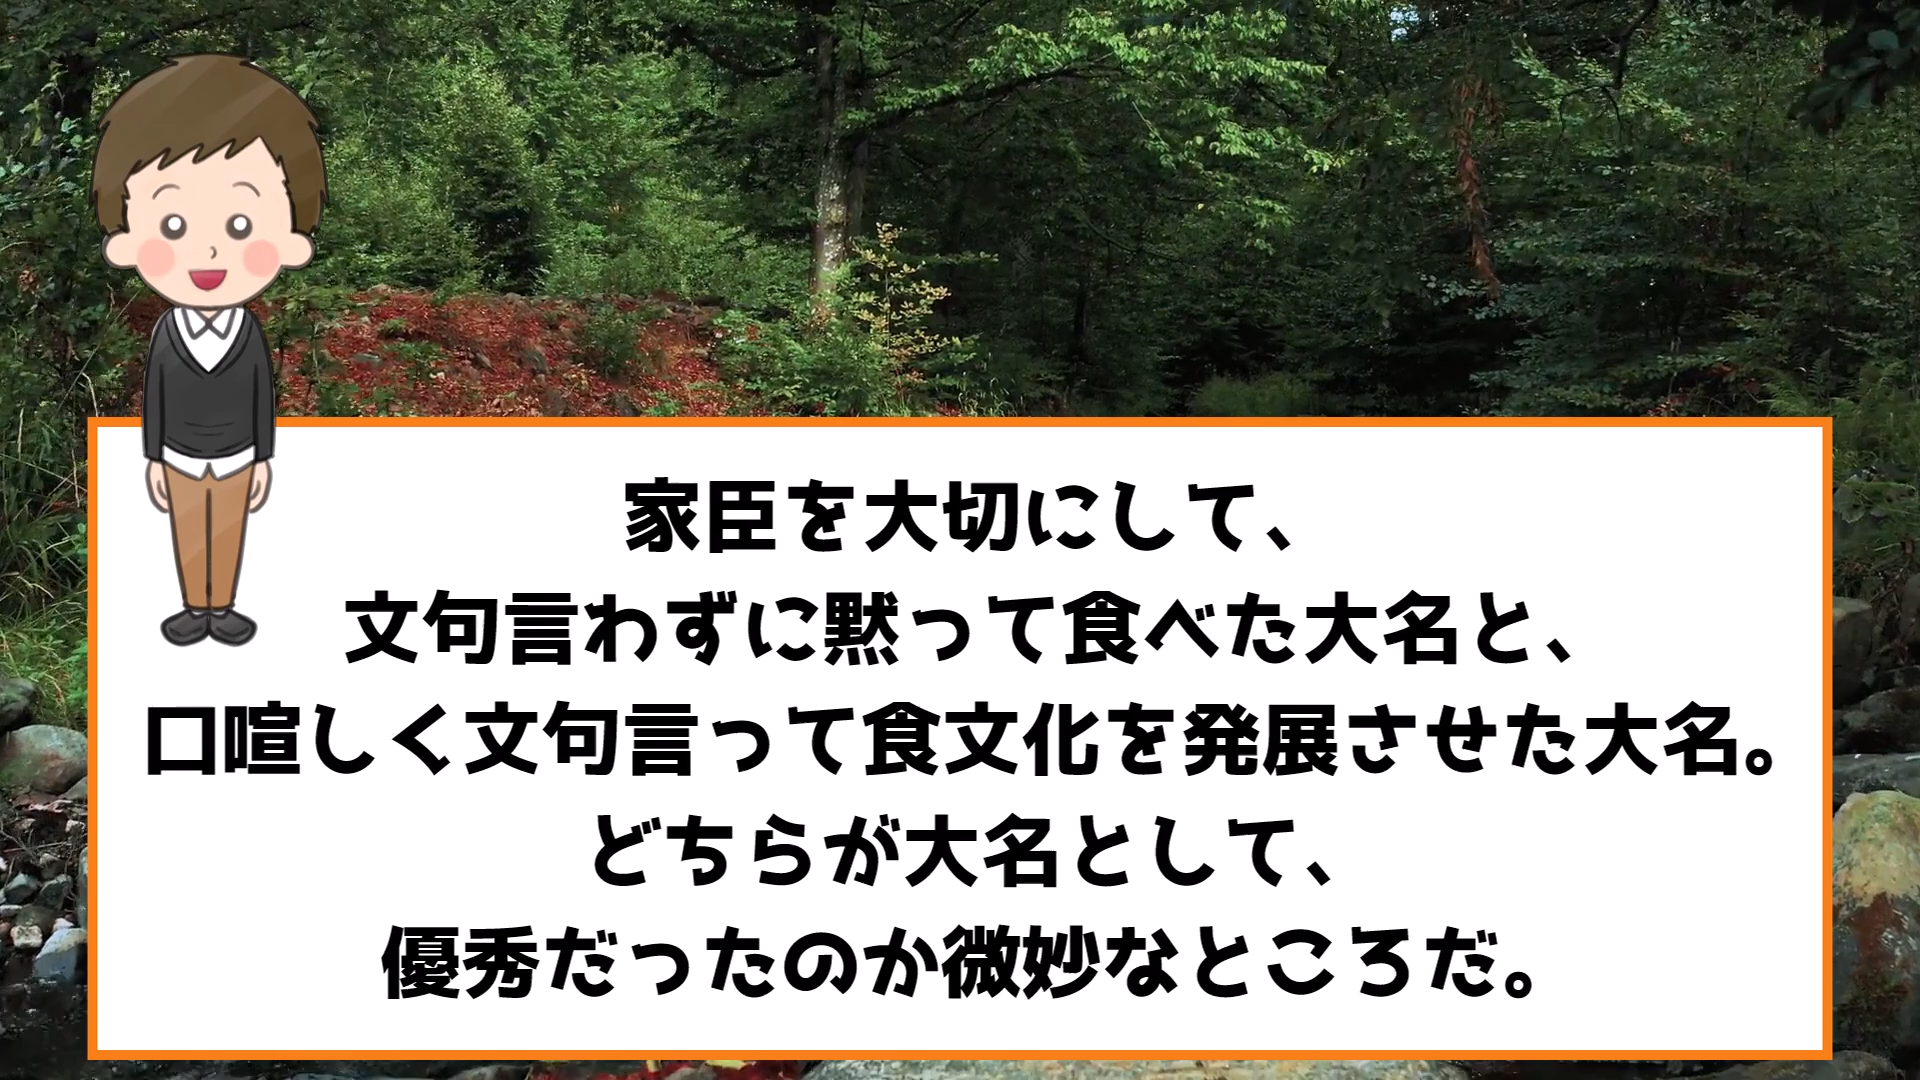 家臣を大切にして、
文句言わずに黙って食べた大名と、
口喧しく文句言って食文化を発展させた大名。
どちらが大名として、
優秀だったのか微妙なところだ。